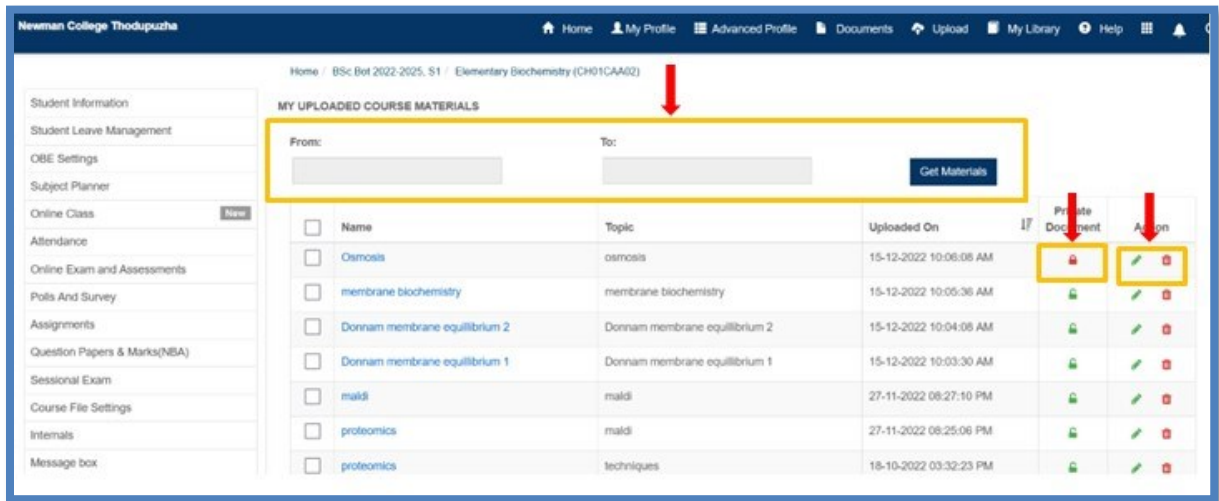 Newman College Thodupuzha
Home My Profile Advanced Profile Documents Upload My Library Help
Home / BSc Bot 2022-2025, S1 / Elementary Biochemistry (CH01CAA02)
Student Information
Student Leave Management
OBE Settings
Subject Planner
Online Class New
Attendance
Online Exam and Assessments
Polls And Survey
Assignments
Question Papers & Marks(NBA)
Sessional Exam
Course File Settings
Internals
Message box
MY UPLOADED COURSE MATERIALS
From: To:
Get Materials
Name Topic Uploaded On Private Document Action
Osmosis osmosis 15-12-2022 10:06:08 AM
membrane biochemistry membrane biochemistry 15-12-2022 10:05:36 AM
Donnam membrane equillibrium 2 Donnam membrane equillibrium 2 15-12-2022 10:04:08 AM
Donnam membrane equillibrium 1 Donnam membrane equillibrium 1 15-12-2022 10:03:30 AM
maldi maldi 27-11-2022 08:27:10 PM
proteomics maldi 27-11-2022 08:25:06 PM
proteomics techniques 18-10-2022 03:32:23 PM